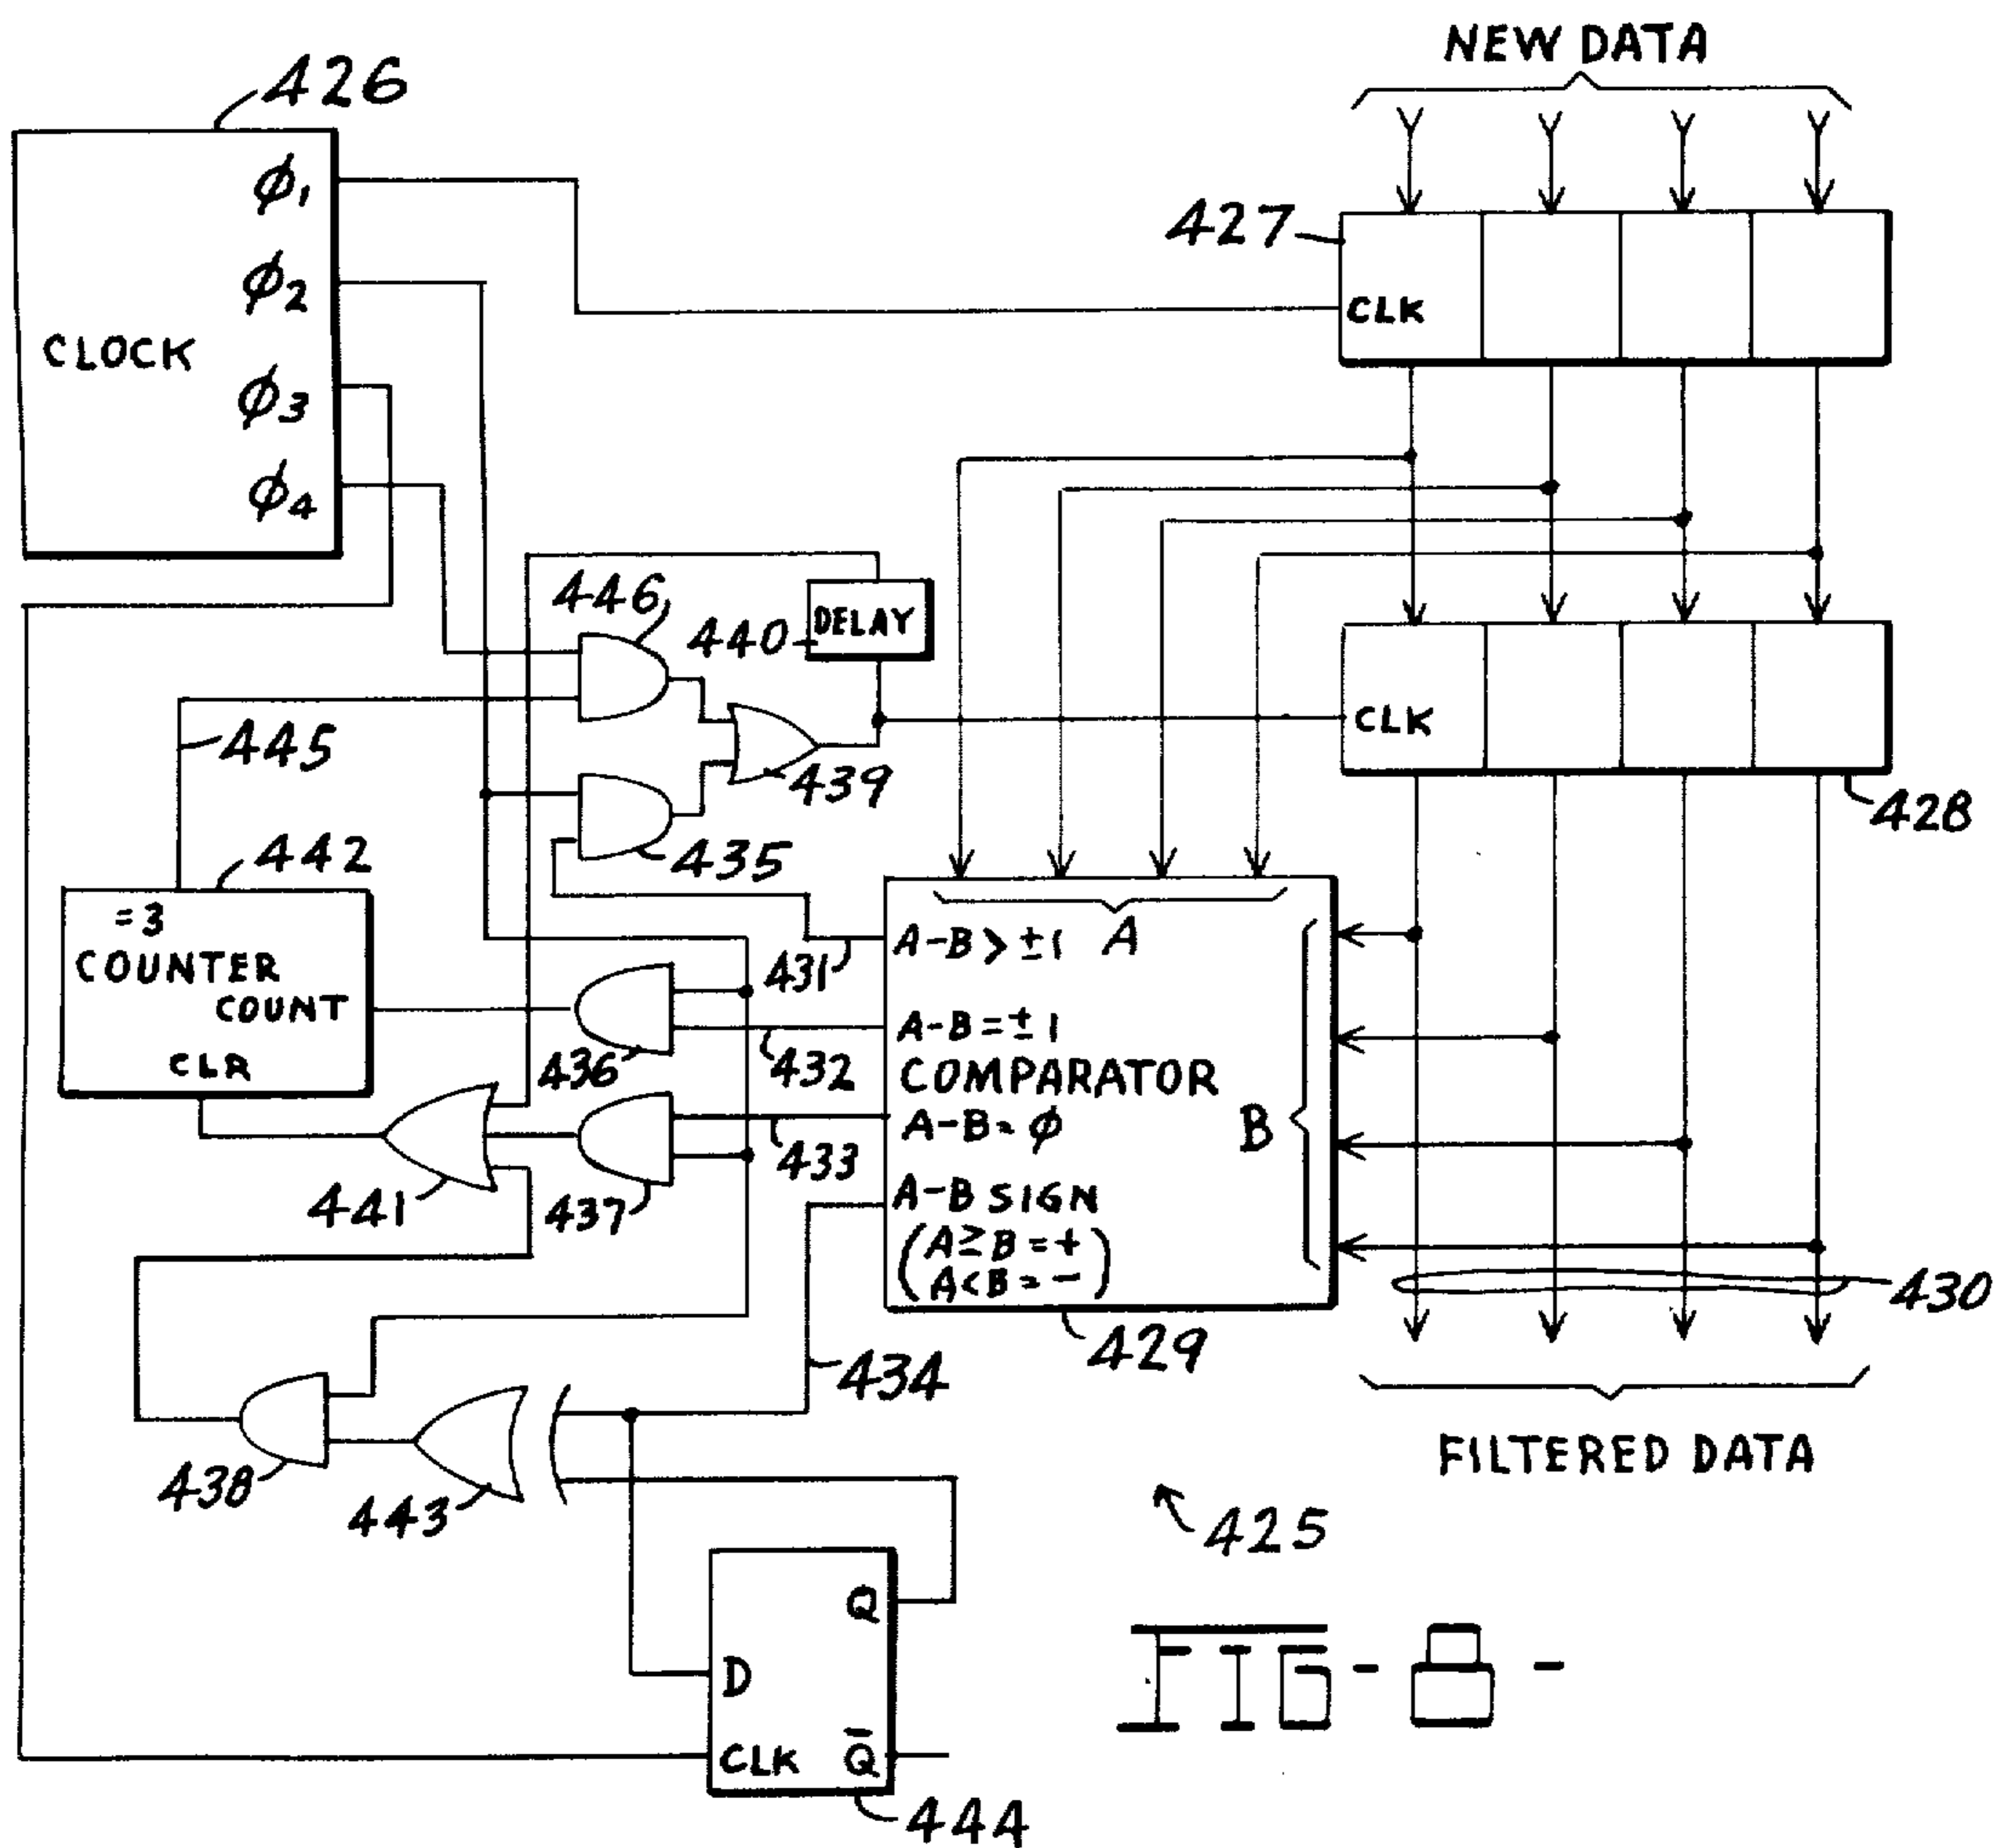 NEW DATA
426
ϕ1
ϕ2
CLOCK
ϕ3
ϕ4
427
CLK
446
440
DELAY
CLK
445
439
435
428
442
=3
COUNTER
COUNT
CLR
A
A-B>±1
431
A-B=±1
436
432
COMPARATOR
B
A-B=ϕ
433
441
437
A-B SIGN
(A≥B=+)
(A<B=-)
430
429
434
FILTERED DATA
438
443
425
Q
D
CLK
Q̅
444
FIG-8-